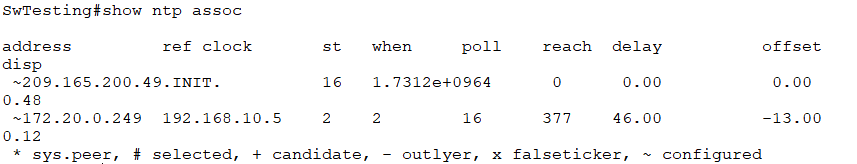 SwTesting#show ntp assoc
address ref clock st when poll reach delay offset
disp
~209.165.200.49.INIT. 16 1.7312e+0964 0 0.00 0.00
0.48
~172.20.0.249 192.168.10.5 2 2 16 377 46.00 -13.00
0.12
* sys.peer, # selected, + candidate, - outlyer, x falseticker, ~ configured